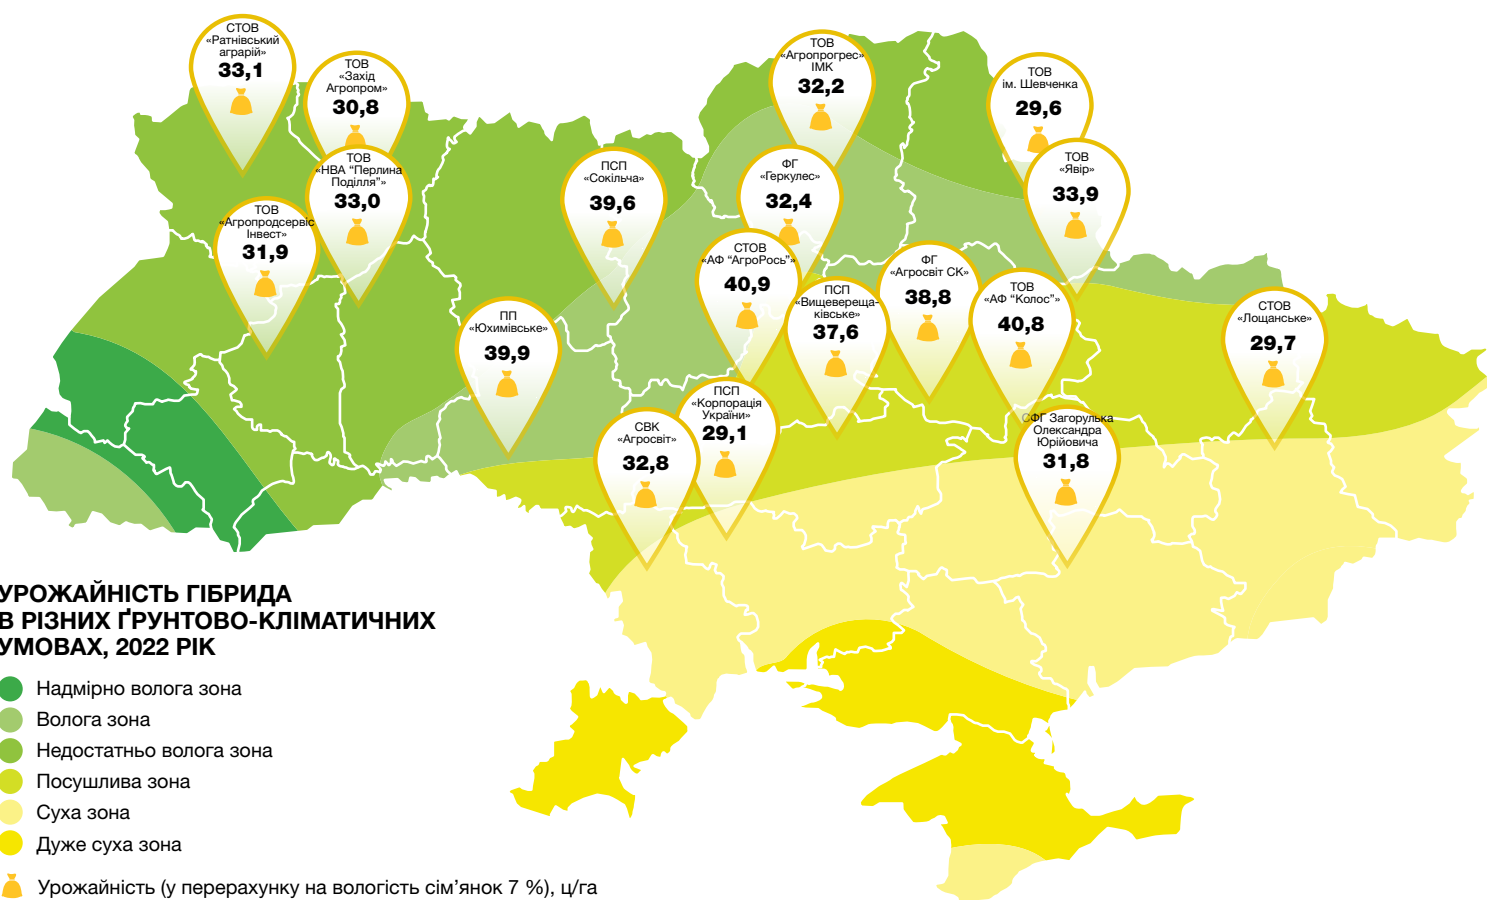 СТОВ
«Ратнівський
аграрій»
33,1
ТОВ
«Захід
Агропром»
30,8
ТОВ
«НВА “Перлина
Поділля”»
33,0
ТОВ
«Агропродсервіс
Інвест»
31,9
ПСП
«Сокільча»
39,6
ПП
«Юхимівське»
39,9
ТОВ
«Агропрогрес»
ІМК
32,2
ФГ
«Геркулес»
32,4
СТОВ
«АФ “АгроРось”»
40,9
ПСП
«Вищевереща-
ківське»
37,6
ФГ
«Агросвіт СК»
38,8
ТОВ
«АФ “Колос”»
40,8
ТОВ
ім. Шевченка
29,6
ТОВ
«Явір»
33,9
СТОВ
«Лощанське»
29,7
ПСП
«Корпорація
України»
29,1
СВК
«Агросвіт»
32,8
СФГ Загорулька
Олександра
Юрійовича
31,8
УРОЖАЙНІСТЬ ГІБРИДА
В РІЗНИХ ҐРУНТОВО-КЛІМАТИЧНИХ
УМОВАХ, 2022 РІК
Надмірно волога зона
Волога зона
Недостатньо волога зона
Посушлива зона
Суха зона
Дуже суха зона
Урожайність (у перерахунку на вологість сім’янок 7 %), ц/га